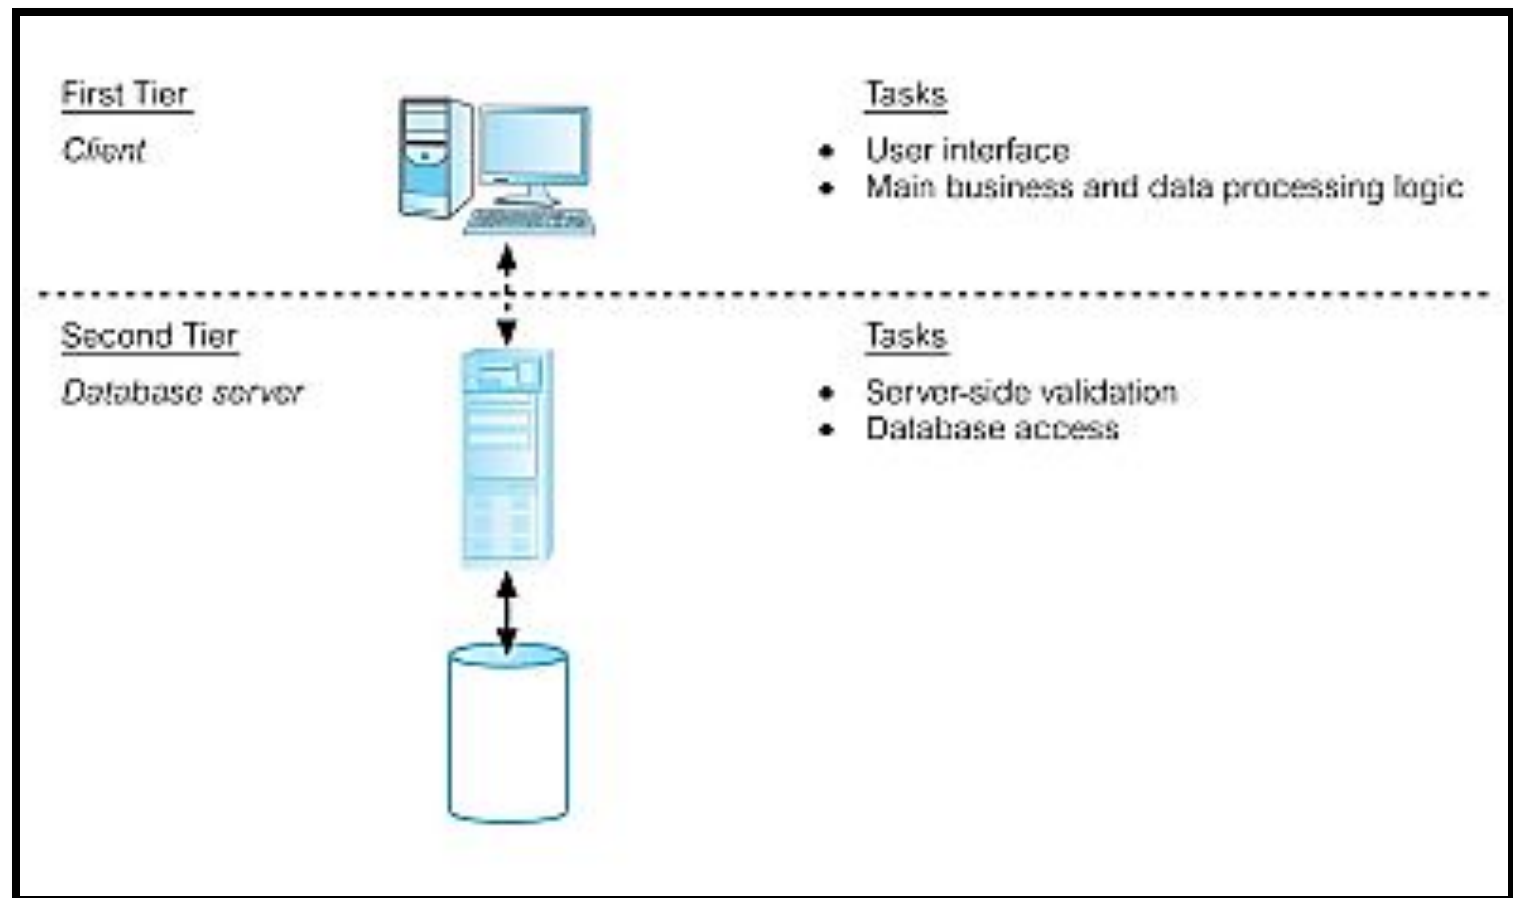 First Tier
Tasks
Client
• User interface
• Main business and data processing logic
Second Tier
Tasks
Database server
• Server-side validation
• Database access